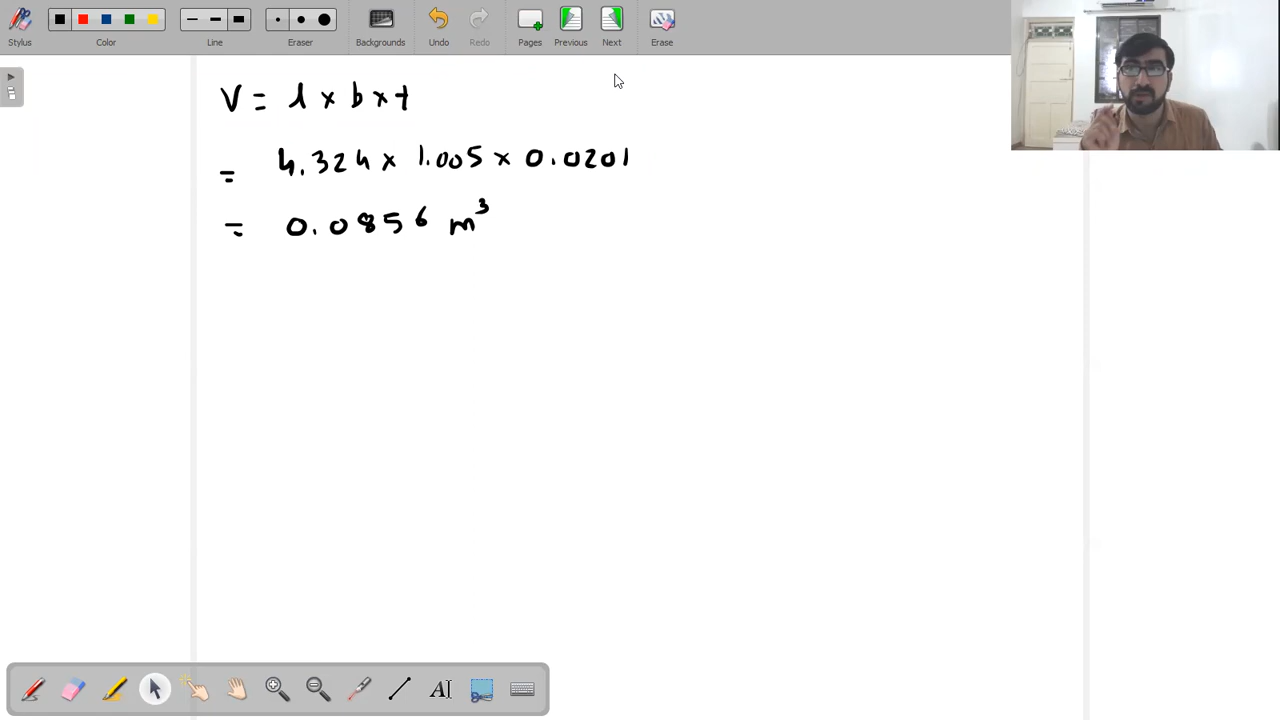 Stylus Color Line Eraser Backgrounds Undo Redo Pages Previous Next Erase
V = l × b × t
= 4.324 × 1.005 × 0.0201
= 0.0856 m³